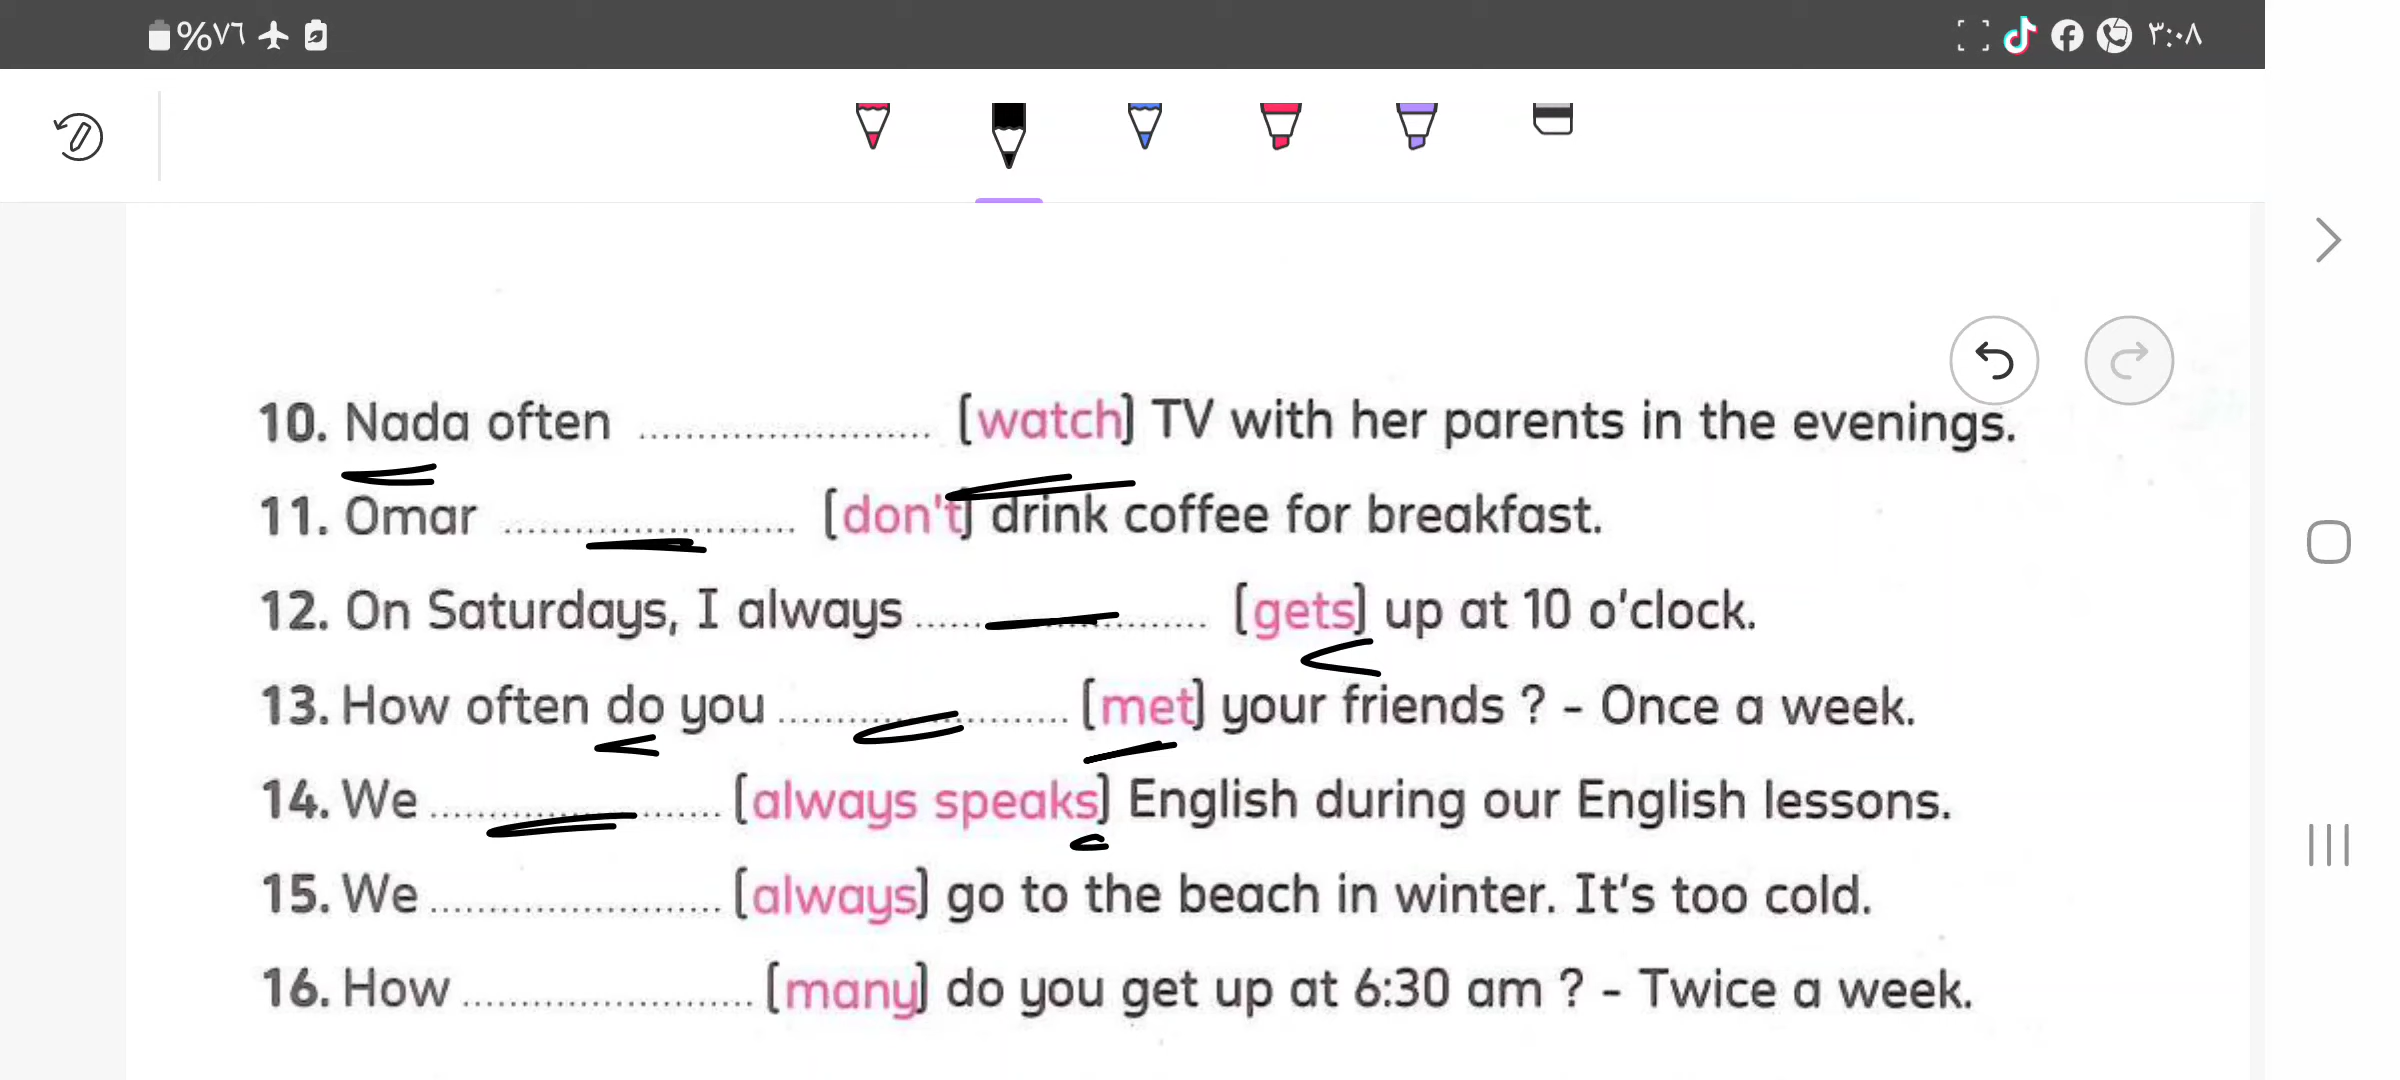 %٧٦ ٣:٠٨
10. Nada often ............................ [watch] TV with her parents in the evenings.
11. Omar ............................ [don't] drink coffee for breakfast.
12. On Saturdays, I always ............................ [gets] up at 10 o'clock.
13. How often do you ............................ [met] your friends ? - Once a week.
14. We ............................ [always speaks] English during our English lessons.
15. We ............................ [always] go to the beach in winter. It's too cold.
16. How ............................ [many] do you get up at 6:30 am ? - Twice a week.